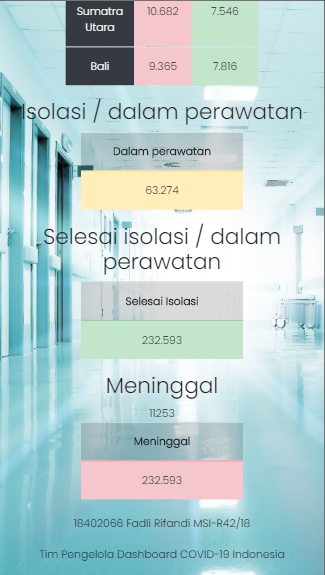 Sumatra Utara 10.682 7.546
Bali 9.365 7.816
Isolasi / dalam perawatan
Dalam perawatan
63.274
Selesai isolasi / dalam
perawatan
Selesai Isolasi
232.593
Meninggal
11253
Meninggal
232.593
18402066 Fadli Rifandi MSI-R42/18
Tim Pengelola Dashboard COVID-19 Indonesia